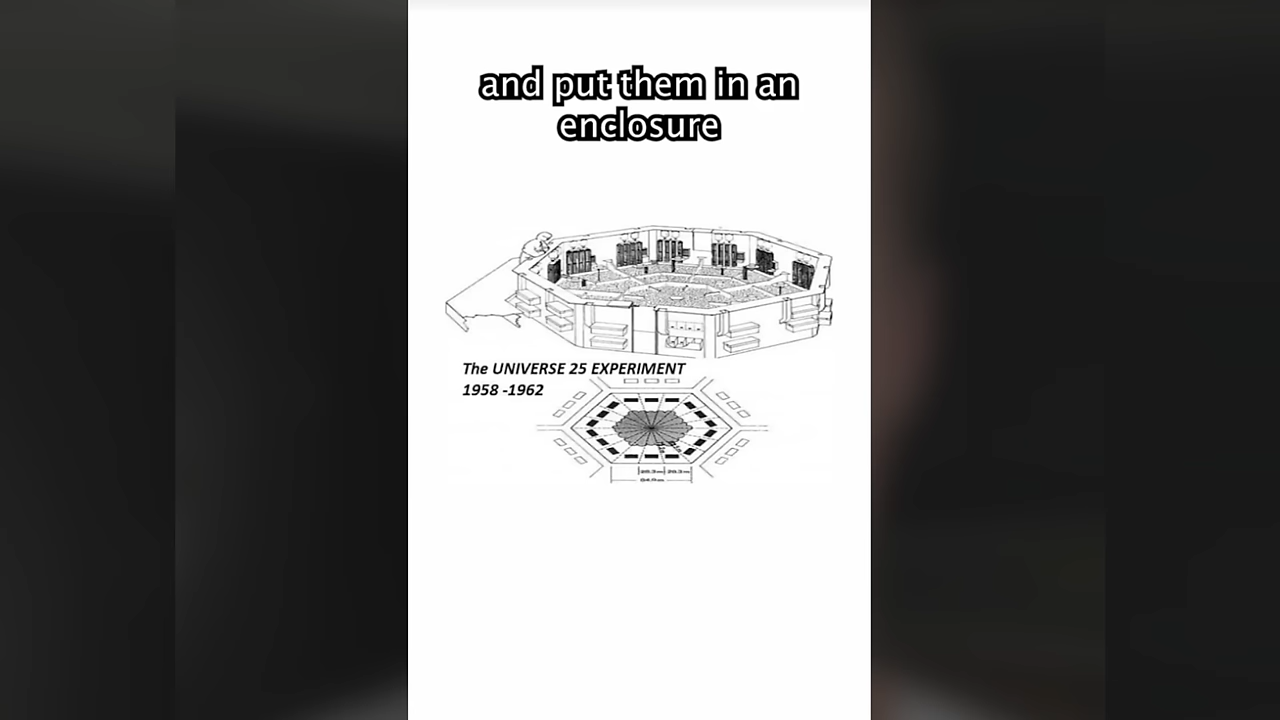 and put them in an
enclosure
The UNIVERSE 25 EXPERIMENT
1958 -1962